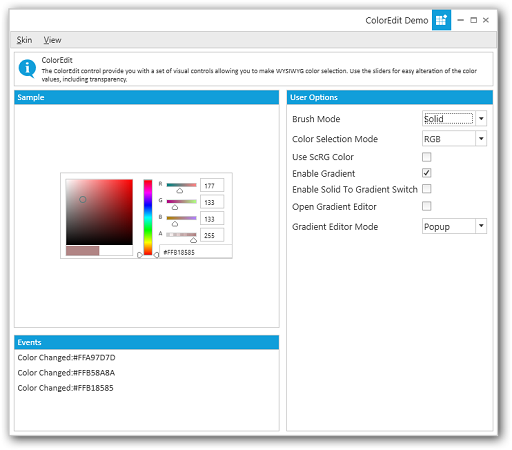 ColorEdit Demo
Skin View
ColorEdit
The ColorEdit control provide you with a set of visual controls allowing you to make WYSIWYG color selection. Use the sliders for easy alteration of the color
values, including transparency.
Sample
R 177
G 133
B 133
A 255
#FFB18585
Events
Color Changed:#FFA97D7D
Color Changed:#FFB58A8A
Color Changed:#FFB18585
User Options
Brush Mode Solid
Color Selection Mode RGB
Use ScRG Color
Enable Gradient
Enable Solid To Gradient Switch
Open Gradient Editor
Gradient Editor Mode Popup